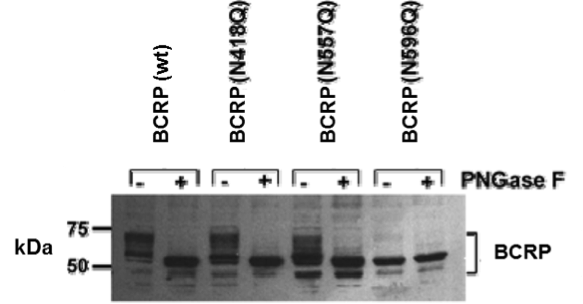 BCRP (wt)
BCRP (N418Q)
BCRP (N557Q)
BCRP (N596Q)
- + - + - + - + PNGase F
75
kDa
50
BCRP